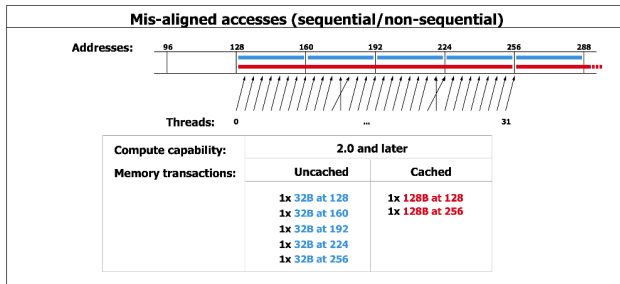 Mis-aligned accesses (sequential/non-sequential)
Addresses: 96 128 160 192 224 256 288
Threads: 0 ... 31
Compute capability: 2.0 and later
Memory transactions: Uncached Cached
1x 32B at 128 1x 128B at 128
1x 32B at 160 1x 128B at 256
1x 32B at 192
1x 32B at 224
1x 32B at 256